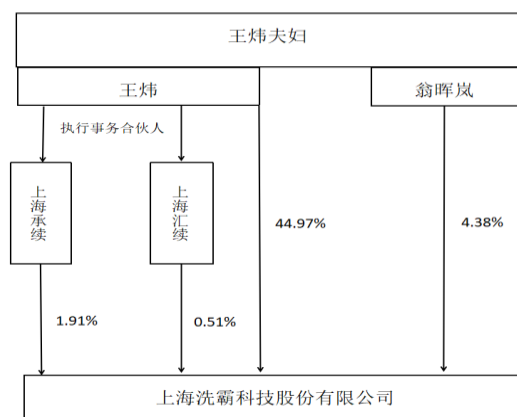 王炜夫妇
王炜
翁晖岚
执行事务合伙人
上海承续
上海汇续
44.97%
4.38%
1.91%
0.51%
上海洗霸科技股份有限公司